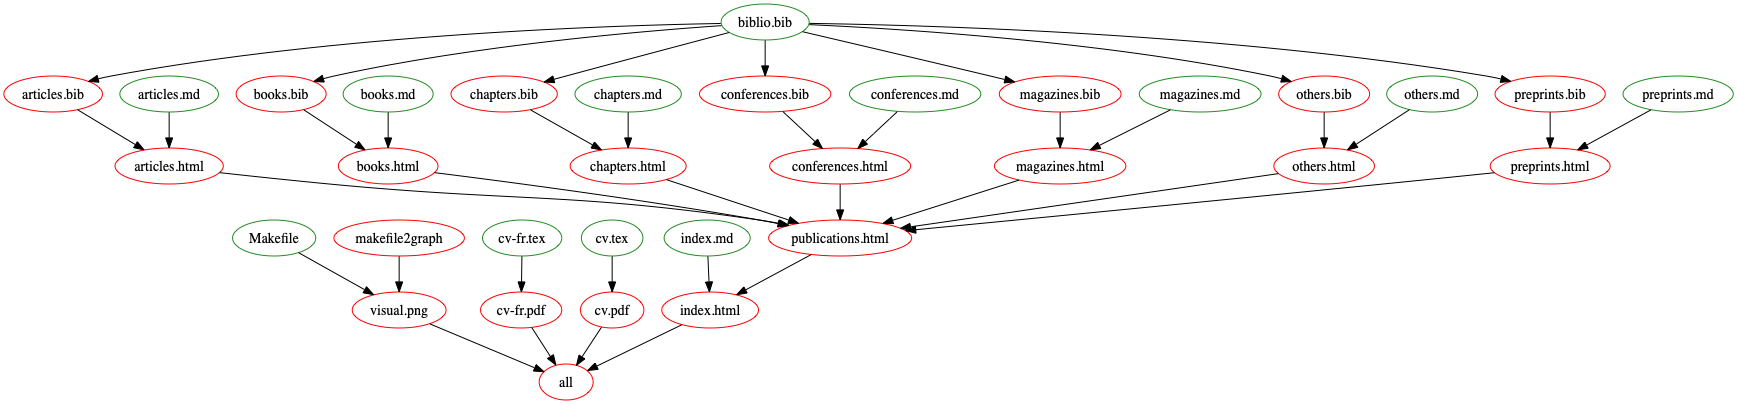 biblio.bib
articles.bib
articles.md
books.bib
books.md
chapters.bib
chapters.md
conferences.bib
conferences.md
magazines.bib
magazines.md
others.bib
others.md
preprints.bib
preprints.md
articles.html
books.html
chapters.html
conferences.html
magazines.html
others.html
preprints.html
Makefile
makefile2graph
cv-fr.tex
cv.tex
index.md
publications.html
visual.png
cv-fr.pdf
cv.pdf
index.html
all